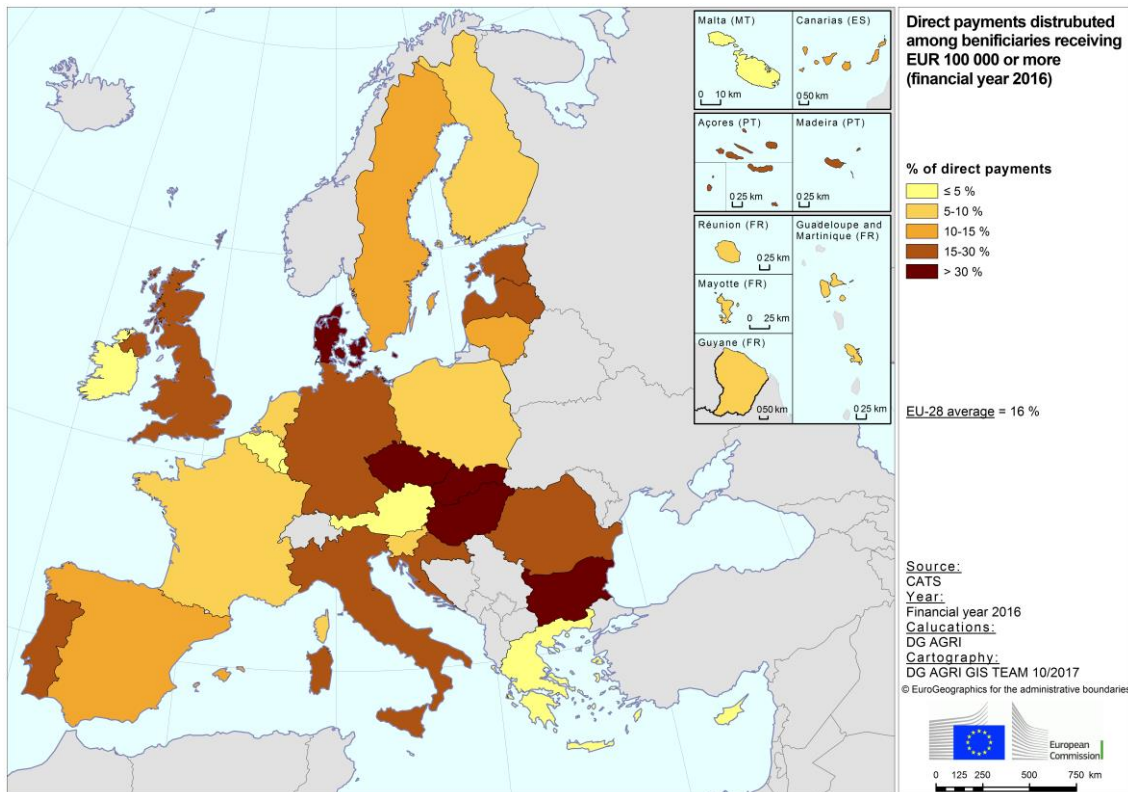 Malta (MT)
0 10 km
Canarias (ES)
0 50 km
Açores (PT)
0 25 km
Madeira (PT)
0 25 km
Réunion (FR)
0 25 km
Mayotte (FR)
0 25 km
Guyane (FR)
0 50 km
Guadeloupe and
Martinique (FR)
0 25 km
Direct payments distrubuted
among benificiaries receiving
EUR 100 000 or more
(financial year 2016)
% of direct payments
≤ 5 %
5-10 %
10-15 %
15-30 %
> 30 %
EU-28 average = 16 %
Source:
CATS
Year:
Financial year 2016
Calucations:
DG AGRI
Cartography:
DG AGRI GIS TEAM 10/2017
© EuroGeographics for the administrative boundaries
European
Commission
0 125 250 500 750 km